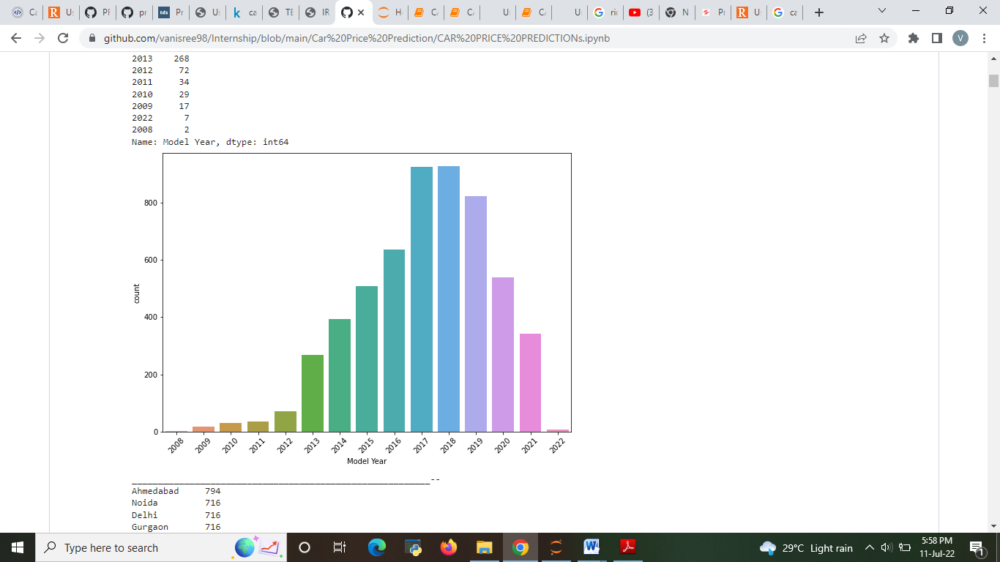 Ca
Us
PF
pr
tds
Pr
Us
k
ca
TE
IR
H
C
C
U
C
U
ri
(3
N
Pr
R
U
ca
github.com/vanisree98/Internship/blob/main/Car%20Price%20Prediction/CAR%20PRICE%20PREDICTIONs.ipynb
V
2013 268
2012 72
2011 34
2010 29
2009 17
2022 7
2008 2
Name: Model Year, dtype: int64
800
600
400
200
0
count
2008 2009 2010 2011 2012 2013 2014 2015 2016 2017 2018 2019 2020 2021 2022
Model Year
--
Ahmedabad 794
Noida 716
Delhi 716
Gurgaon 716
Type here to search
29°C Light rain
5:58 PM
11-Jul-22
1